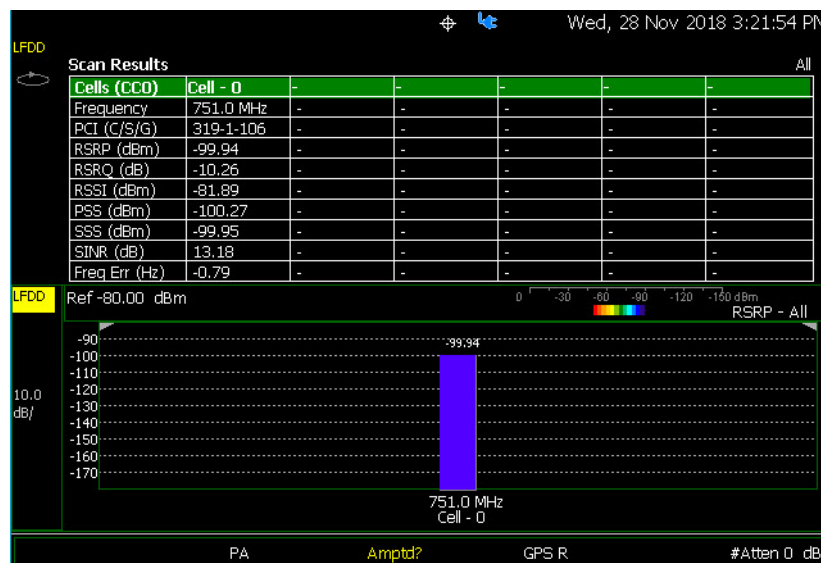 Wed, 28 Nov 2018 3:21:54 PM
LFDD
Scan Results All
Cells (CC0) Cell - 0 - - - - -
Frequency 751.0 MHz - - - - -
PCI (C/S/G) 319-1-106 - - - - -
RSRP (dBm) -99.94 - - - - -
RSRQ (dB) -10.26 - - - - -
RSSI (dBm) -81.89 - - - - -
PSS (dBm) -100.27 - - - - -
SSS (dBm) -99.95 - - - - -
SINR (dB) 13.18 - - - - -
Freq Err (Hz) -0.79 - - - - -
LFDD Ref -80.00 dBm 0 -30 -60 -90 -120 -150 dBm
RSRP - All
-90
-99.94
-100
-110
10.0
dB/
-120
-130
-140
-150
-160
-170
751.0 MHz
Cell - 0
PA Amptd? GPS R #Atten 0 dB